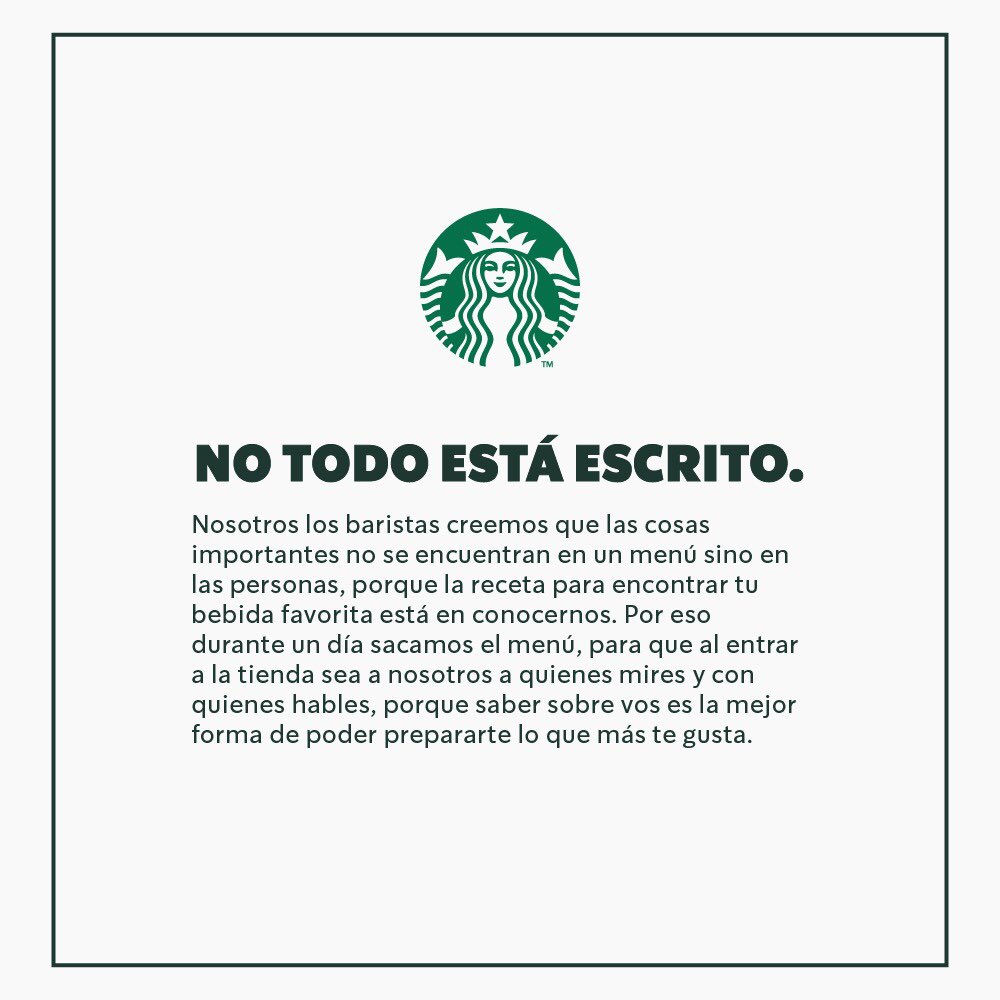 TM
NO TODO ESTÁ ESCRITO.
Nosotros los baristas creemos que las cosas
importantes no se encuentran en un menú sino en
las personas, porque la receta para encontrar tu
bebida favorita está en conocernos. Por eso
durante un día sacamos el menú, para que al entrar
a la tienda sea a nosotros a quienes mires y con
quienes hables, porque saber sobre vos es la mejor
forma de poder prepararte lo que más te gusta.